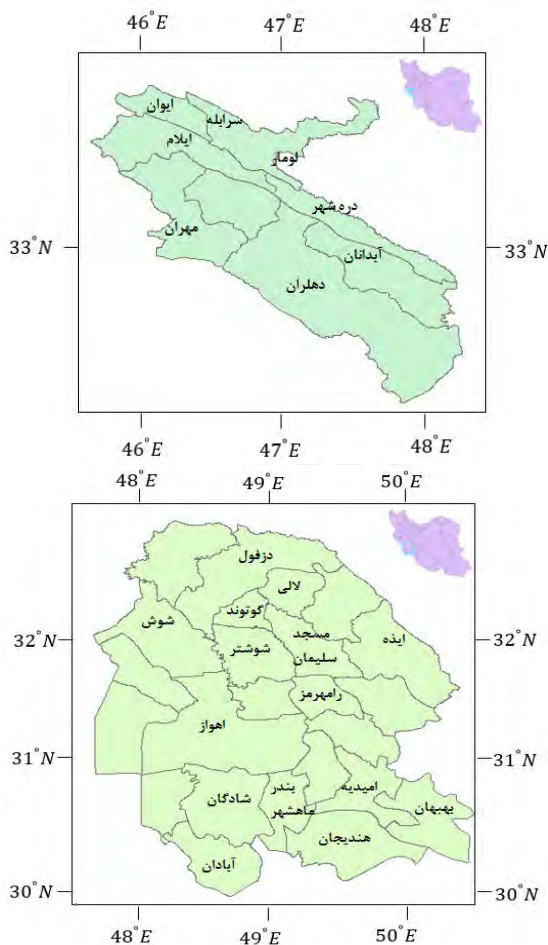 46°E 47°E 48°E
ایوان
سرابله
ایلام
لومار
دره شهر
مهران
33°N 33°N
آبدانان
دهلران
46°E 47°E 48°E
48°E 49°E 50°E
دزفول
لالی
گوتوند
شوش
مسجد
سلیمان
ایذه
32°N 32°N
شوشتر
رامهرمز
اهواز
31°N 31°N
امیدیه
بندر
ماهشهر
شادگان
بهبهان
هندیجان
آبادان
30°N 30°N
48°E 49°E 50°E